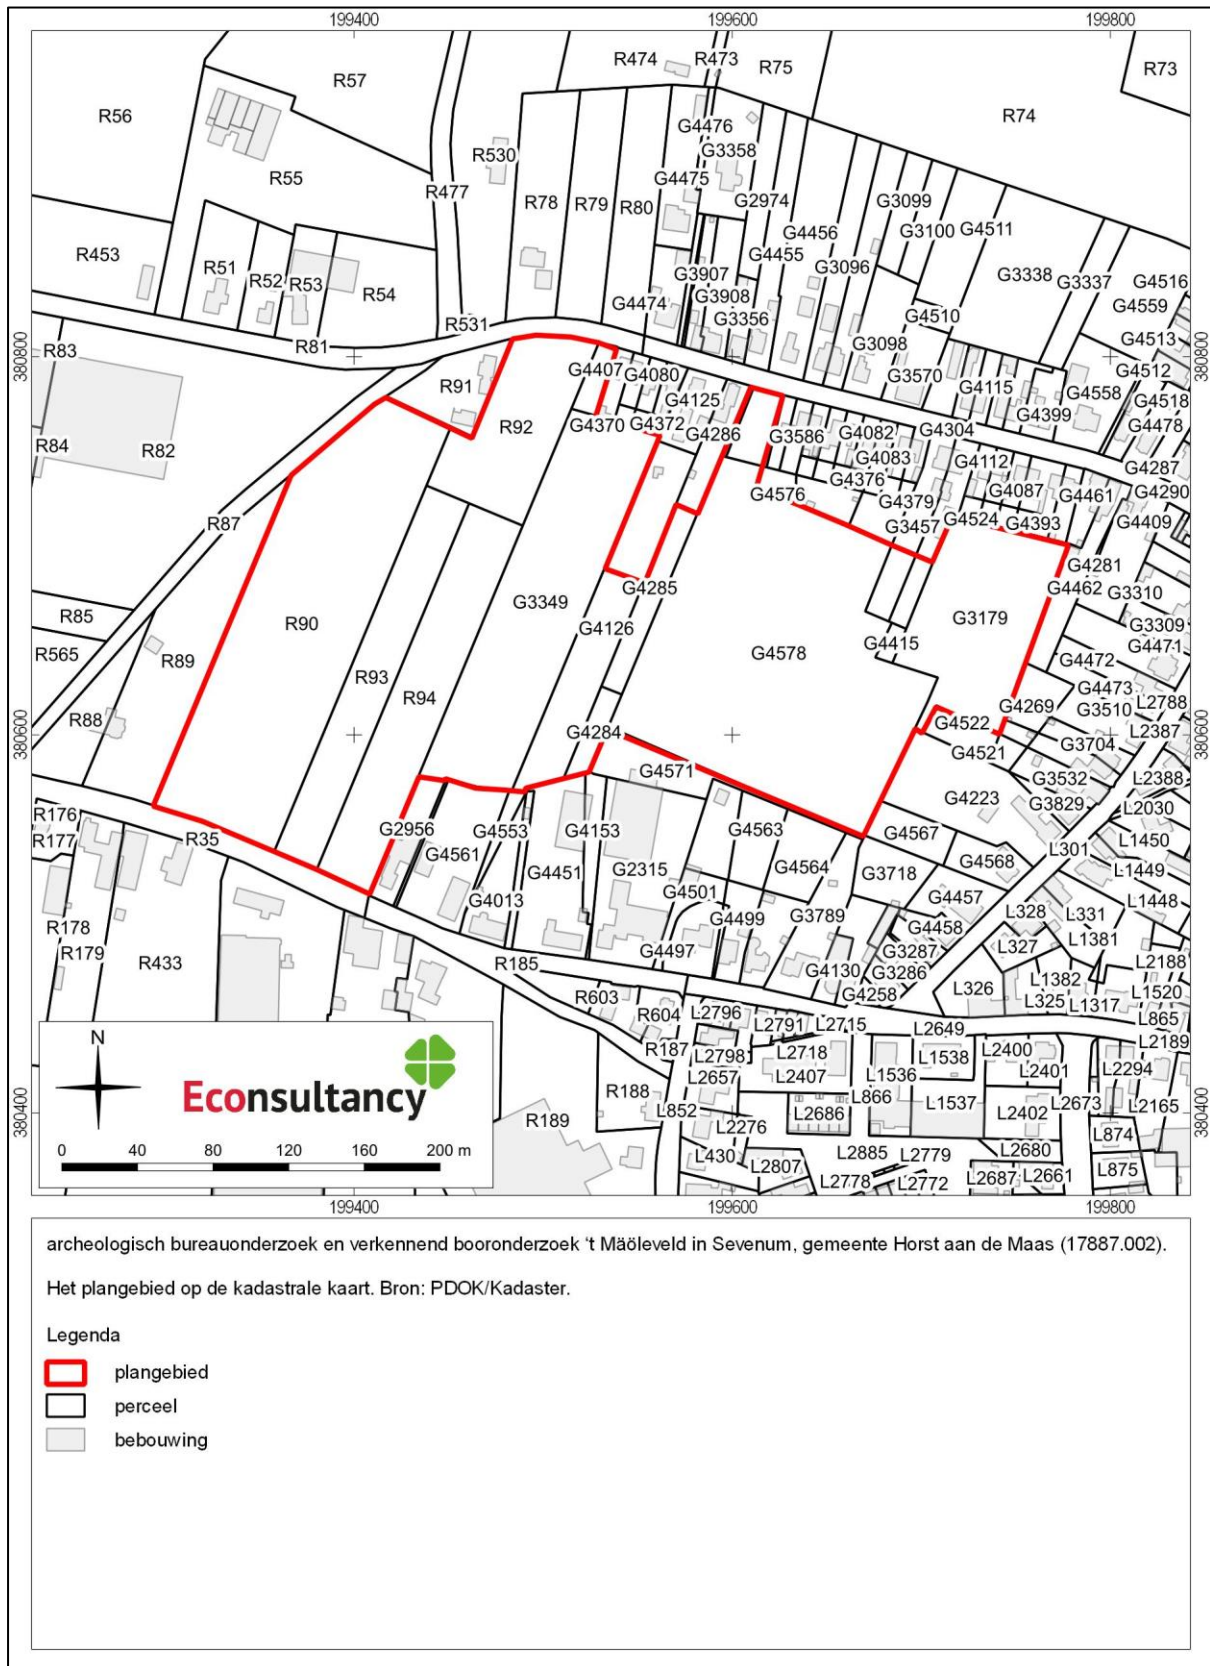 199400 199600 199800
R474 R473 R75 R73
R57
R56 R74
G4476
R530 G3358
R55 G4475
R477 R78 R79 R80 G2974 G3099
G4456 G3100 G4511
R453 R51 R52 R53 R54 G4455 G3096 G3338 G3337
G3907 G4516
G4474 G3908 G4559
G3356 G4510
R531 G3098 G4513
R83 R81 380800 380800
R91 G4407 G4080 G3570 G4115 G4558 G4512
G4125 G4399 G4518
R92 G4370 G4372 G4286 G3586 G4082 G4304 G4478
R84 R82 G4083 G4112 G4287
G4576 G4376 G4087 G4461 G4290
G4379 G4524 G4393 G4409
R87 G3457
G4281
G4285 G4462 G3310
R85 R90 G3349 G3179 G3309
R565 R89 G4126 G4578 G4415 G4471
G4472
R93 R94 G4473
R88 G4269 G3510 L2788
380600 G4284 G4522 L2387 380600
G4521 G3704
G4571 G3532 L2388
G4223 G3829 L2030
R176 G2956 G4553 G4153 G4563 G4567 L1450
R177 R35 G4561 G4564 L301
G4451 G2315 G3718 G4568 L1449
G4013 G4501 G4457 L1448
R178 G4499 G3789 G4458 L328 L331
R179 G4497 G3287 L327 L1381
R433 R185 G4130 G3286 L2188
G4258 L326 L1382 L1520
R603 L325 L1317 L865
R604 L2796 L2791 L2715 L2649 L2189
R187 L2798 L2718 L1538 L2400
L2657 L2407 L1536 L2401 L2294
R188 L866 L1537 L2673 L2165
R189 L852 L2686 L2402
L2276 L874
L430 L2885 L2779 L2680
L2807 L2778 L2772 L2687 L2661 L875
380400 380400
N
Econsultancy
0 40 80 120 160 200 m
199400 199600 199800
archeologisch bureauonderzoek en verkennend booronderzoek ‘t Mäöleveld in Sevenum, gemeente Horst aan de Maas (17887.002).
Het plangebied op de kadastrale kaart. Bron: PDOK/Kadaster.
Legenda
plangebied
perceel
bebouwing